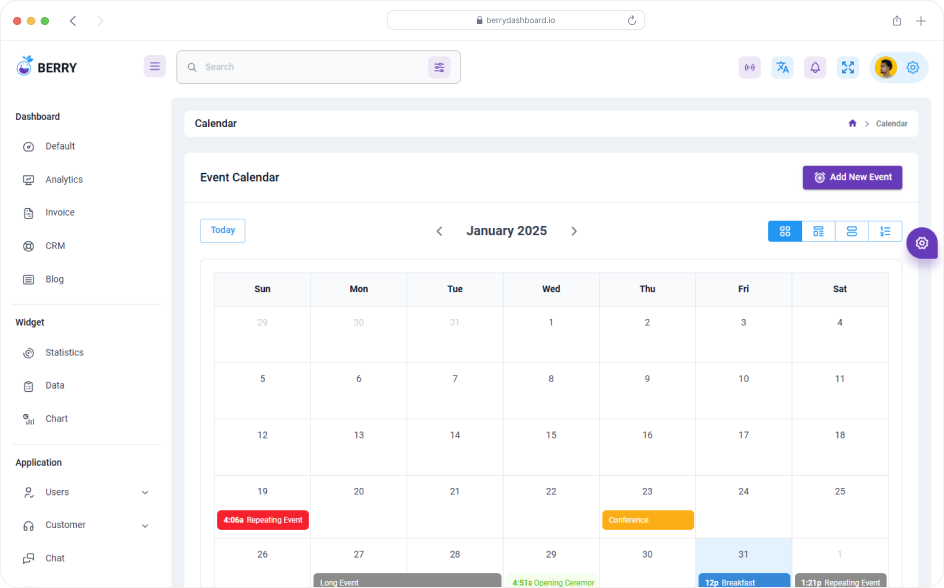 berrydashboard.io
BERRY
Search
Dashboard
Default
Analytics
Invoice
CRM
Blog
Widget
Statistics
Data
Chart
Application
Users
Customer
Chat
Calendar
Calendar
Event Calendar
Add New Event
Today
January 2025
Sun Mon Tue Wed Thu Fri Sat
29 30 31 1 2 3 4
5 6 7 8 9 10 11
12 13 14 15 16 17 18
19 20 21 22 23 24 25
4:06a Repeating Event Conference
26 27 28 29 30 31 1
Long Event 4:51a Opening Ceremor 12p Breakfast 1:21p Repeating Event